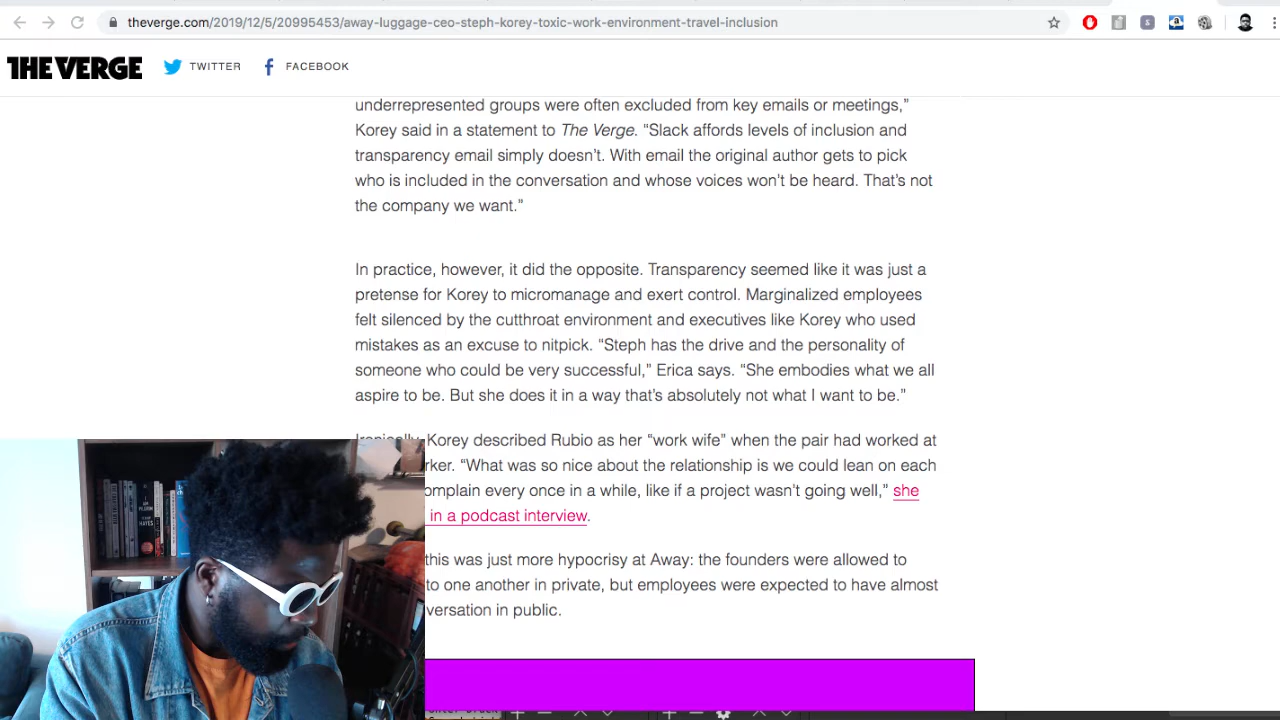 theverge.com/2019/12/5/20995453/away-luggage-ceo-steph-korey-toxic-work-environment-travel-inclusion
THE VERGE TWITTER FACEBOOK
underrepresented groups were often excluded from key emails or meetings,”
Korey said in a statement to The Verge. “Slack affords levels of inclusion and
transparency email simply doesn’t. With email the original author gets to pick
who is included in the conversation and whose voices won’t be heard. That’s not
the company we want.”
In practice, however, it did the opposite. Transparency seemed like it was just a
pretense for Korey to micromanage and exert control. Marginalized employees
felt silenced by the cutthroat environment and executives like Korey who used
mistakes as an excuse to nitpick. “Steph has the drive and the personality of
someone who could be very successful,” Erica says. “She embodies what we all
aspire to be. But she does it in a way that’s absolutely not what I want to be.”
Ironically, Korey described Rubio as her “work wife” when the pair had worked at
rker. “What was so nice about the relationship is we could lean on each
omplain every once in a while, like if a project wasn’t going well,” she
in a podcast interview.
this was just more hypocrisy at Away: the founders were allowed to
to one another in private, but employees were expected to have almost
versation in public.